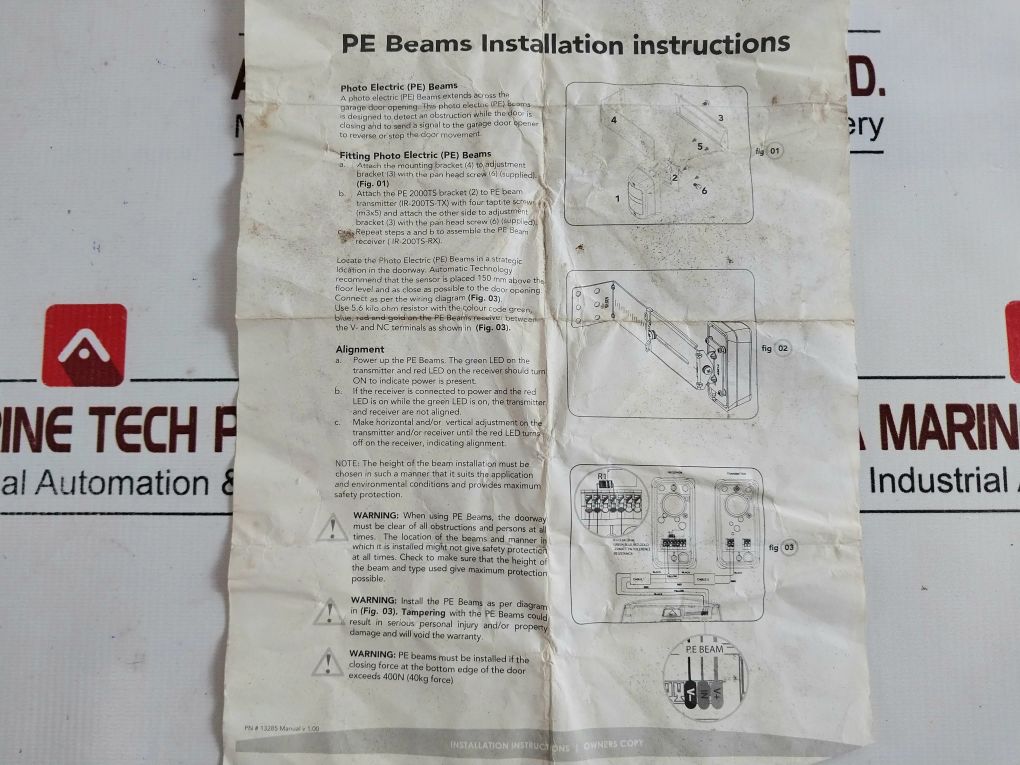 PE Beams Installation instructions
Photo Electric (PE) Beams
A photo electric (PE) Beams extends across the
garage door opening. This photo electric (PE) Beams
is designed to detect an obstruction while the door is
closing and to send a signal to the garage door opener
to reverse or stop the door movement.
Fitting Photo Electric (PE) Beams
a. Attach the mounting bracket (4) to adjustment
bracket (3) with the pan head screw (6) (supplied).
(Fig. 01)
b. Attach the PE 2000TS bracket (2) to PE beam
transmitter (IR-200TS-TX) with four taptite screw
(m3x5) and attach the other side to adjustment
bracket (3) with the pan head screw (6) (supplied).
Repeat steps a and b to assemble the PE Beam
receiver ( IR-200TS-RX).
Locate the Photo Electric (PE) Beams in a strategic
location in the doorway. Automatic Technology
recommend that the sensor is placed 150 mm above the
floor level and as close as possible to the door opening.
Connect as per the wiring diagram (Fig. 03).
Use 5.6 kilo ohm resistor with the colour code green,
blue, red and gold on the PE Beams receiver between
the V- and NC terminals as shown in (Fig. 03).
Alignment
a. Power up the PE Beams. The green LED on the
transmitter and red LED on the receiver should turn
ON to indicate power is present.
b. If the receiver is connected to power and the red
LED is on while the green LED is on, the transmitter
and receiver are not aligned.
c. Make horizontal and/or vertical adjustment on the
transmitter and/or receiver until the red LED turns
off on the receiver, indicating alignment.
NOTE: The height of the beam installation must be
chosen in such a manner that it suits the application
and environmental conditions and provides maximum
safety protection.
WARNING: When using PE Beams, the doorway
must be clear of all obstructions and persons at all
times. The location of the beams and manner in
which it is installed might not give safety protection
at all times. Check to make sure that the height of
the beam and type used give maximum protection
possible.
WARNING: Install the PE Beams as per diagram
in (Fig. 03). Tampering with the PE Beams could
result in serious personal injury and/or property
damage and will void the warranty.
WARNING: PE beams must be installed if the
closing force at the bottom edge of the door
exceeds 400N (40kg force)
1
2
3
4
5
6
fig 01
fig 02
R1
fig 03
P.E BEAM
V-
IN
V+
PN # 13285 Manual v 1.00
INSTALLATION INSTRUCTIONS | OWNERS COPY
A
D.
ery
RINE TECH P
al Automation &
A MARIN
Industrial A